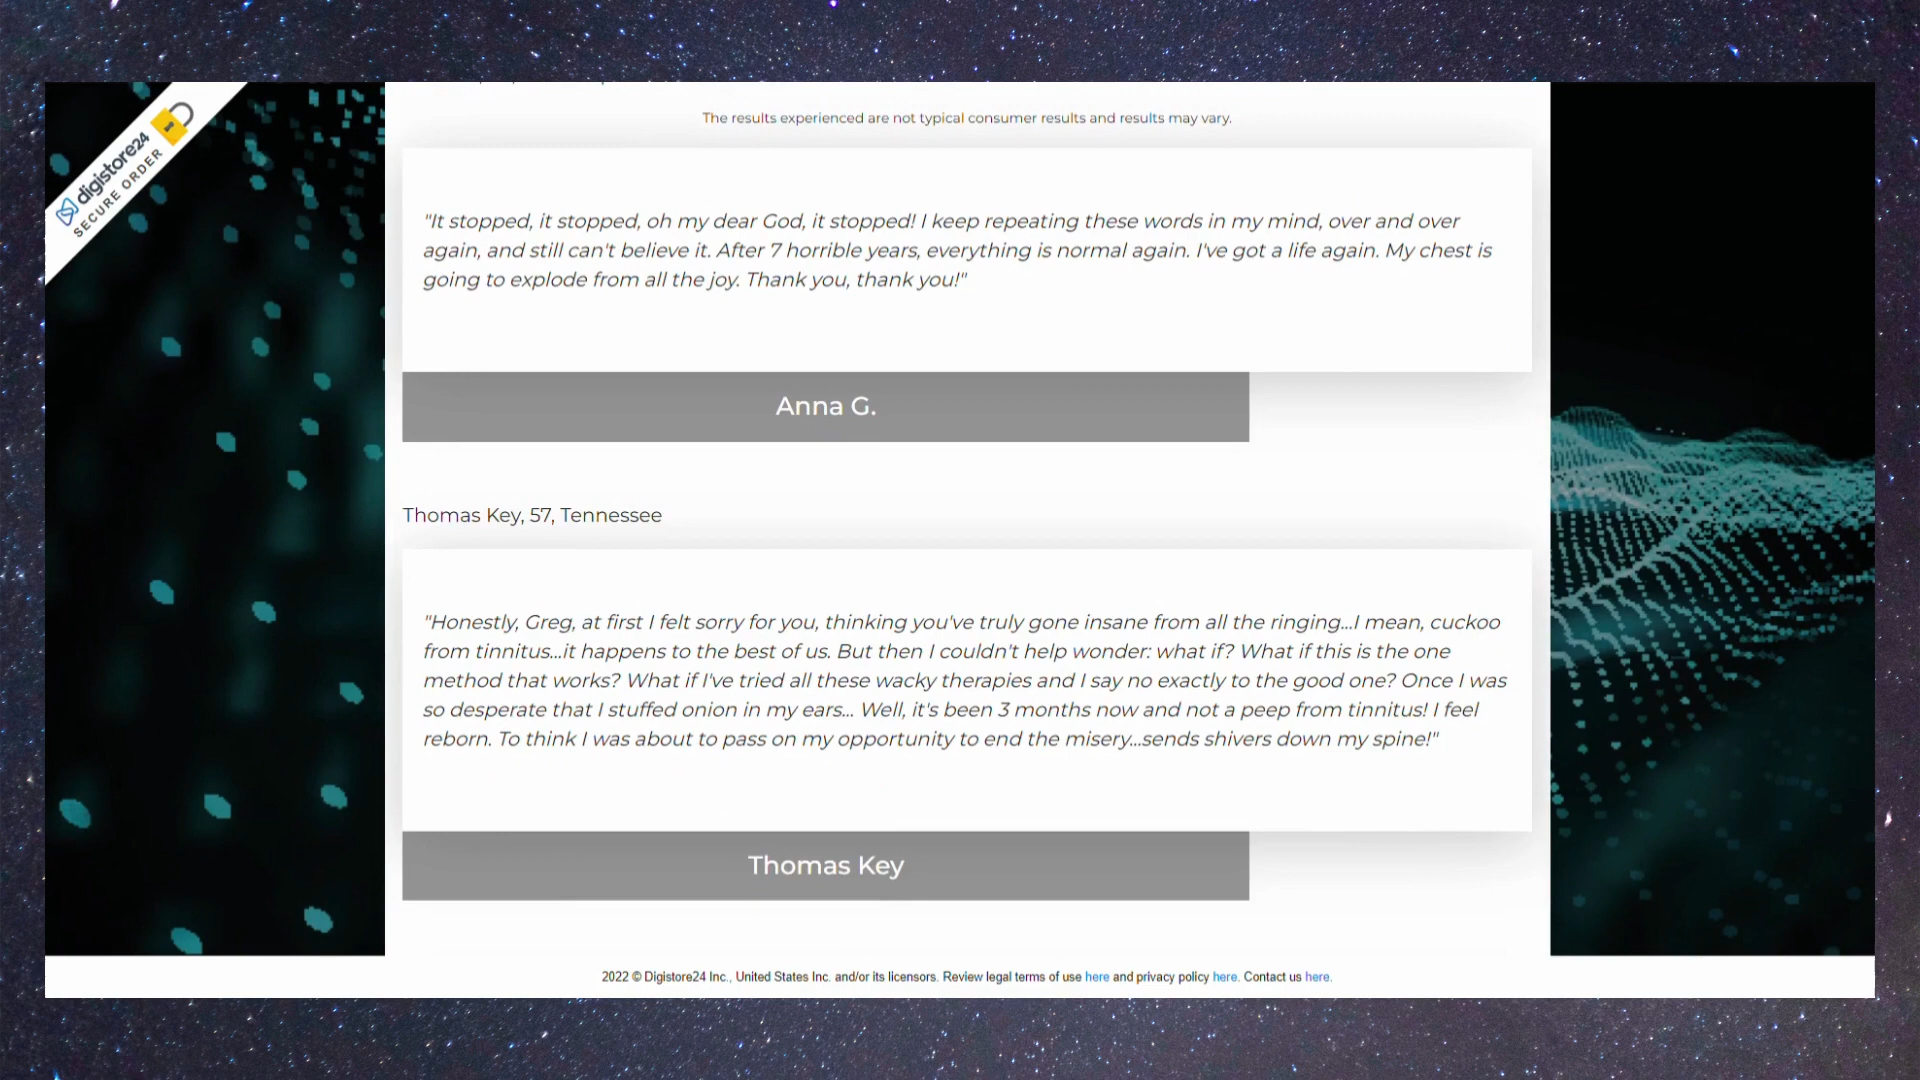 digistore24
SECURE ORDER
The results experienced are not typical consumer results and results may vary.
"It stopped, it stopped, oh my dear God, it stopped! I keep repeating these words in my mind, over and over
again, and still can't believe it. After 7 horrible years, everything is normal again. I've got a life again. My chest is
going to explode from all the joy. Thank you, thank you!"
Anna G.
Thomas Key, 57, Tennessee
"Honestly, Greg, at first I felt sorry for you, thinking you've truly gone insane from all the ringing...I mean, cuckoo
from tinnitus...it happens to the best of us. But then I couldn't help wonder: what if? What if this is the one
method that works? What if I've tried all these wacky therapies and I say no exactly to the good one? Once I was
so desperate that I stuffed onion in my ears... Well, it's been 3 months now and not a peep from tinnitus! I feel
reborn. To think I was about to pass on my opportunity to end the misery...sends shivers down my spine!"
Thomas Key
2022 © Digistore24 Inc., United States Inc. and/or its licensors. Review legal terms of use here and privacy policy here. Contact us here.